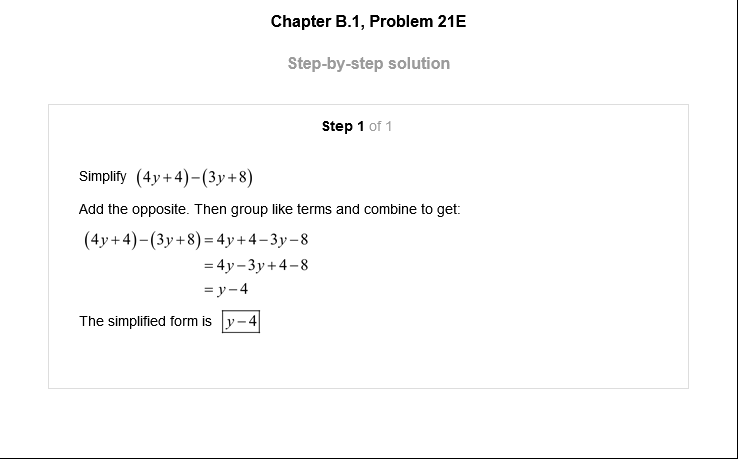 Chapter B.1, Problem 21E
Step-by-step solution
Step 1 of 1
Simplify (4y+4)−(3y+8)
Add the opposite. Then group like terms and combine to get:
(4y+4)−(3y+8)=4y+4−3y−8
=4y−3y+4−8
=y−4
The simplified form is y−4